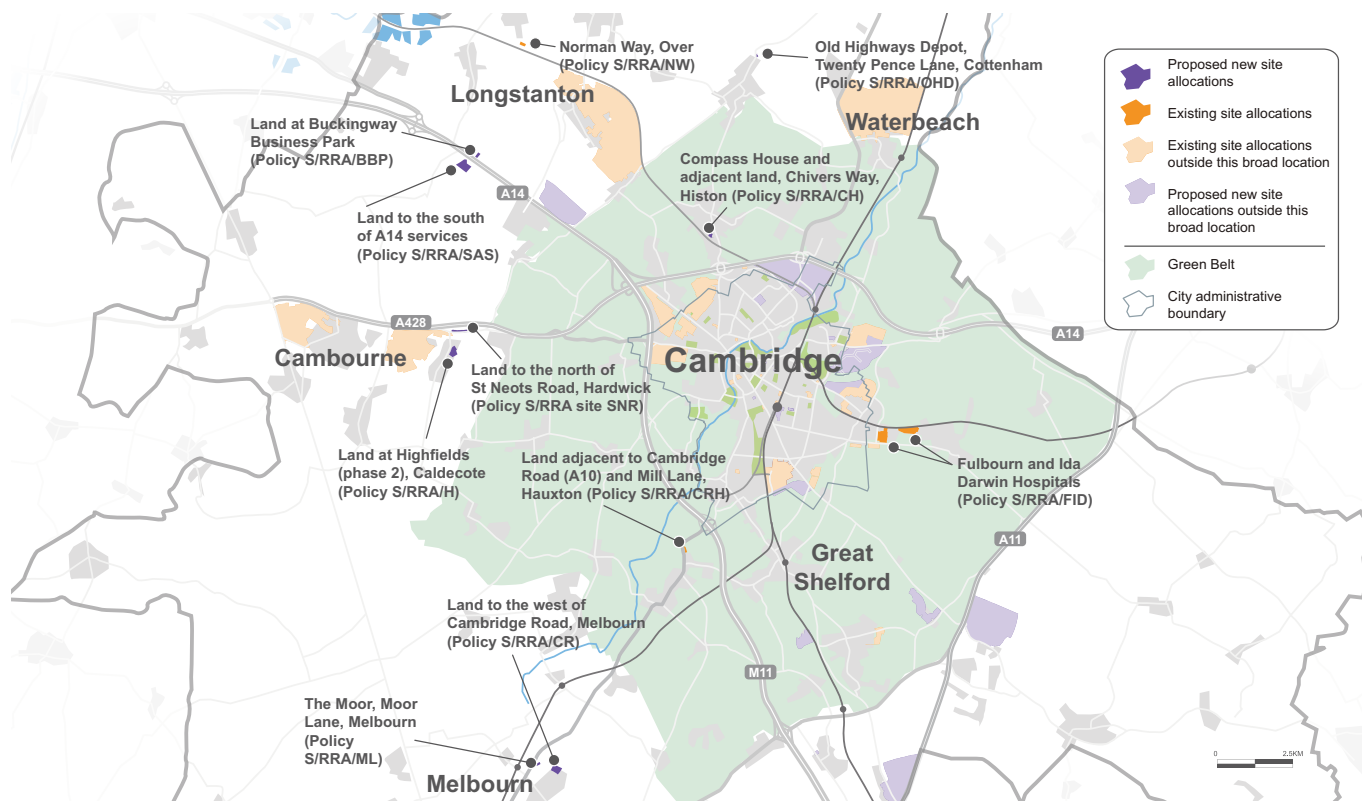 Norman Way, Over
(Policy S/RRA/NW)
Old Highways Depot,
Twenty Pence Lane, Cottenham
(Policy S/RRA/OHD)
Longstanton
Waterbeach
Land at Buckingway
Business Park
(Policy S/RRA/BBP)
Compass House and
adjacent land, Chivers Way,
Histon (Policy S/RRA/CH)
A14
Land to the south
of A14 services
(Policy S/RRA/SAS)
A428
A14
Cambourne
Cambridge
Land to the north of
St Neots Road, Hardwick
(Policy S/RRA site SNR)
Land at Highfields
(phase 2), Caldecote
(Policy S/RRA/H)
Land adjacent to Cambridge
Road (A10) and Mill Lane,
Hauxton (Policy S/RRA/CRH)
Fulbourn and Ida
Darwin Hospitals
(Policy S/RRA/FID)
A11
Great
Shelford
Land to the west of
Cambridge Road, Melbourn
(Policy S/RRA/CR)
M11
The Moor, Moor
Lane, Melbourn
(Policy
S/RRA/ML)
Melbourn
Proposed new site
allocations
Existing site allocations
Existing site allocations
outside this broad location
Proposed new site
allocations outside this
broad location
Green Belt
City administrative
boundary
0 2.5KM